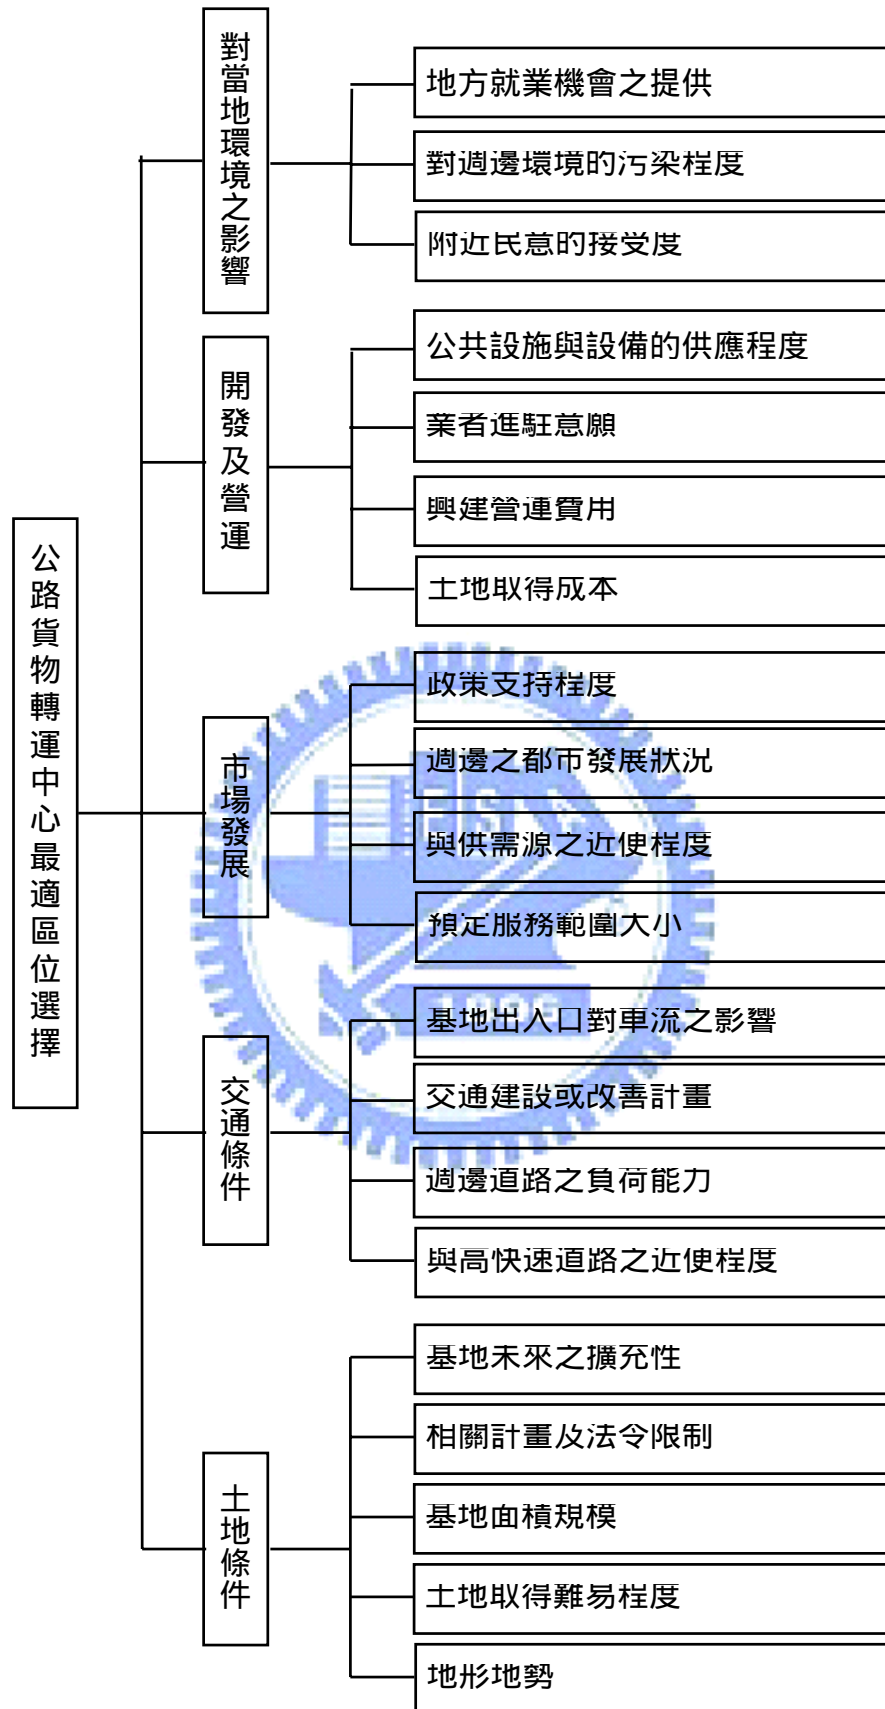 公路貨物轉運中心最適區位選擇
對當地環境之影響
地方就業機會之提供
對週邊環境的污染程度
附近民意的接受度
開發及營運
公共設施與設備的供應程度
業者進駐意願
興建營運費用
土地取得成本
市場發展
政策支持程度
週邊之都市發展狀況
與供需源之近便程度
預定服務範圍大小
交通條件
基地出入口對車流之影響
交通建設或改善計畫
週邊道路之負荷能力
與高快速道路之近便程度
土地條件
基地未來之擴充性
相關計畫及法令限制
基地面積規模
土地取得難易程度
地形地勢
1896